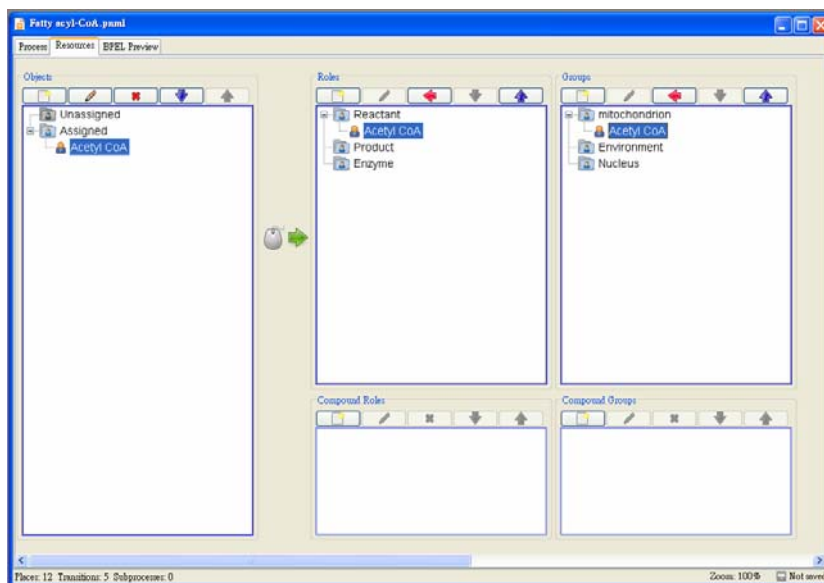 Fatty acyl-CoA.pnml
Process Resources BPEL Preview
Objects
Unassigned
Assigned
Acetyl CoA
Roles
Reactant
Acetyl CoA
Product
Enzyme
Groups
mitochondrion
Acetyl CoA
Environment
Nucleus
Compound Roles
Compound Groups
Places: 12 Transitions: 5 Subprocesses: 0
Zoom: 100% Not saved